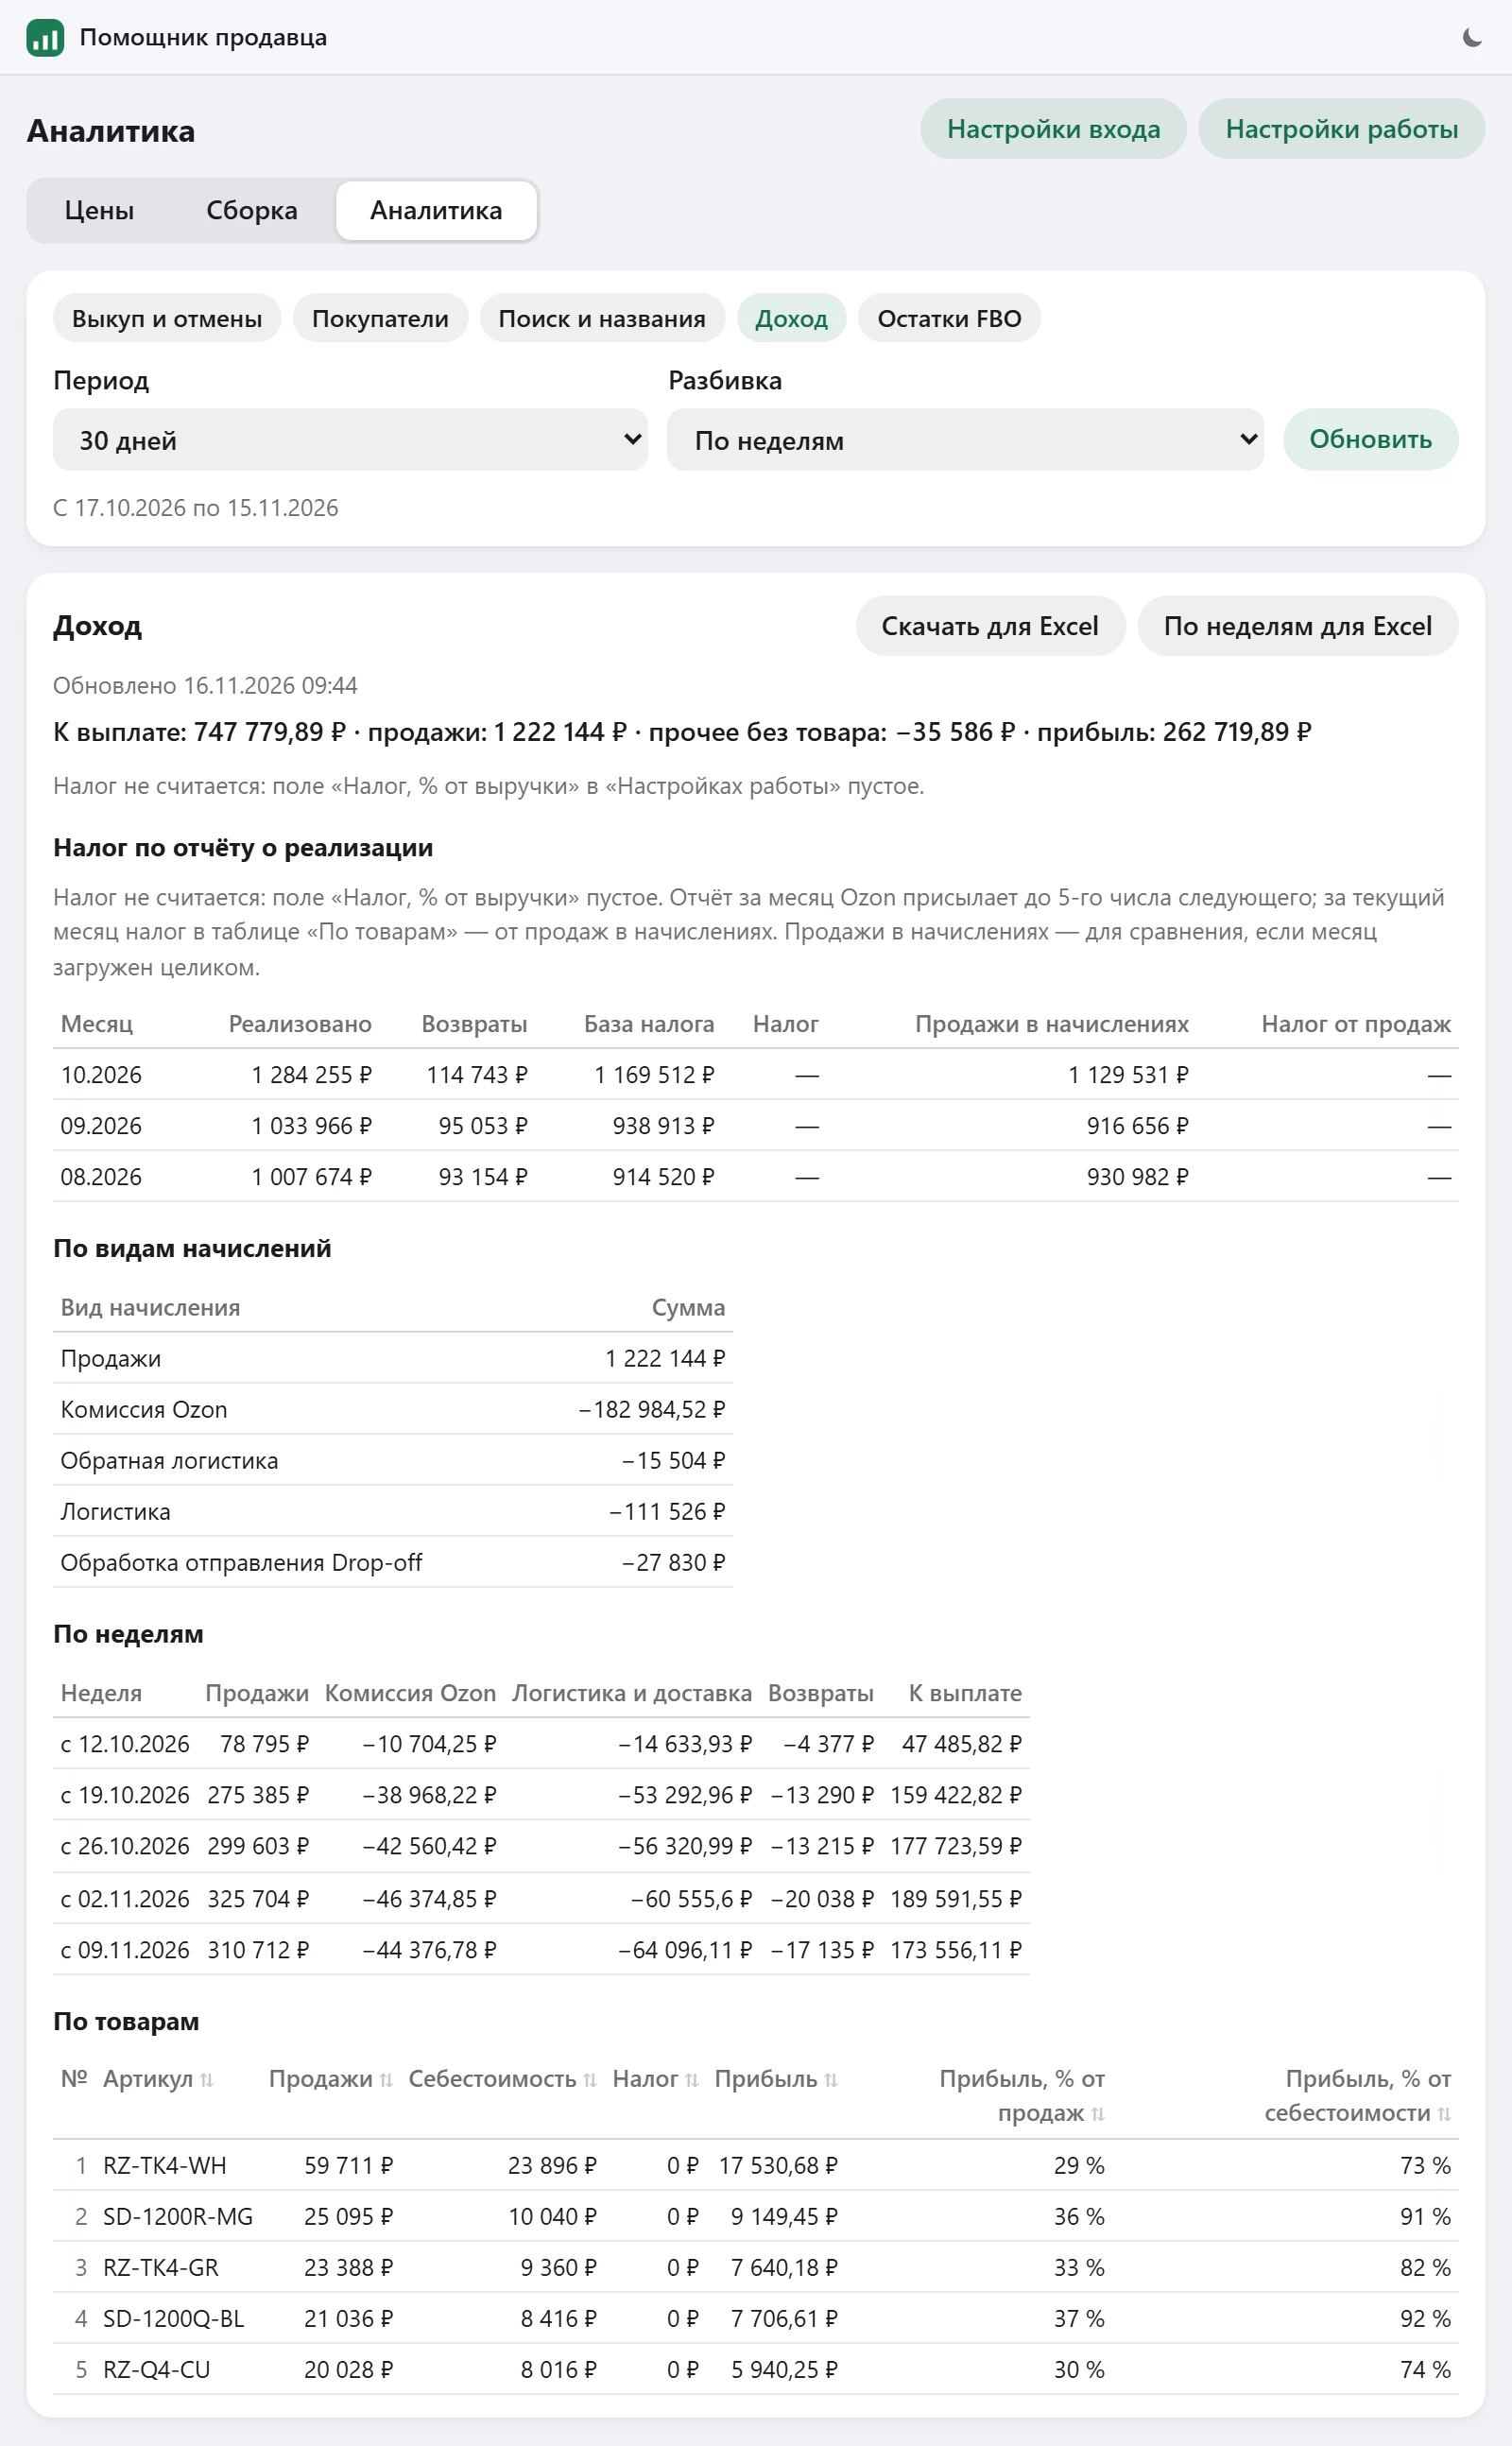 Помощник продавца
Аналитика
Настройки входа
Настройки работы
Цены Сборка Аналитика
Выкуп и отмены Покупатели Поиск и названия Доход Остатки FBO
Период Разбивка
30 дней По неделям Обновить
С 17.10.2026 по 15.11.2026
Доход Скачать для Excel По неделям для Excel
Обновлено 16.11.2026 09:44
К выплате: 747 779,89 ₽ · продажи: 1 222 144 ₽ · прочее без товара: −35 586 ₽ · прибыль: 262 719,89 ₽
Налог не считается: поле «Налог, % от выручки» в «Настройках работы» пустое.
Налог по отчёту о реализации
Налог не считается: поле «Налог, % от выручки» пустое. Отчёт за месяц Ozon присылает до 5-го числа следующего; за текущий
месяц налог в таблице «По товарам» — от продаж в начислениях. Продажи в начислениях — для сравнения, если месяц
загружен целиком.
Месяц Реализовано Возвраты База налога Налог Продажи в начислениях Налог от продаж
10.2026 1 284 255 ₽ 114 743 ₽ 1 169 512 ₽ — 1 129 531 ₽ —
09.2026 1 033 966 ₽ 95 053 ₽ 938 913 ₽ — 916 656 ₽ —
08.2026 1 007 674 ₽ 93 154 ₽ 914 520 ₽ — 930 982 ₽ —
По видам начислений
Вид начисления Сумма
Продажи 1 222 144 ₽
Комиссия Ozon −182 984,52 ₽
Обратная логистика −15 504 ₽
Логистика −111 526 ₽
Обработка отправления Drop-off −27 830 ₽
По неделям
Неделя Продажи Комиссия Ozon Логистика и доставка Возвраты К выплате
с 12.10.2026 78 795 ₽ −10 704,25 ₽ −14 633,93 ₽ −4 377 ₽ 47 485,82 ₽
с 19.10.2026 275 385 ₽ −38 968,22 ₽ −53 292,96 ₽ −13 290 ₽ 159 422,82 ₽
с 26.10.2026 299 603 ₽ −42 560,42 ₽ −56 320,99 ₽ −13 215 ₽ 177 723,59 ₽
с 02.11.2026 325 704 ₽ −46 374,85 ₽ −60 555,6 ₽ −20 038 ₽ 189 591,55 ₽
с 09.11.2026 310 712 ₽ −44 376,78 ₽ −64 096,11 ₽ −17 135 ₽ 173 556,11 ₽
По товарам
№ Артикул ⇅ Продажи ⇅ Себестоимость ⇅ Налог ⇅ Прибыль ⇅ Прибыль, % от Прибыль, % от
продаж ⇅ себестоимости ⇅
1 RZ-TK4-WH 59 711 ₽ 23 896 ₽ 0 ₽ 17 530,68 ₽ 29 % 73 %
2 SD-1200R-MG 25 095 ₽ 10 040 ₽ 0 ₽ 9 149,45 ₽ 36 % 91 %
3 RZ-TK4-GR 23 388 ₽ 9 360 ₽ 0 ₽ 7 640,18 ₽ 33 % 82 %
4 SD-1200Q-BL 21 036 ₽ 8 416 ₽ 0 ₽ 7 706,61 ₽ 37 % 92 %
5 RZ-Q4-CU 20 028 ₽ 8 016 ₽ 0 ₽ 5 940,25 ₽ 30 % 74 %